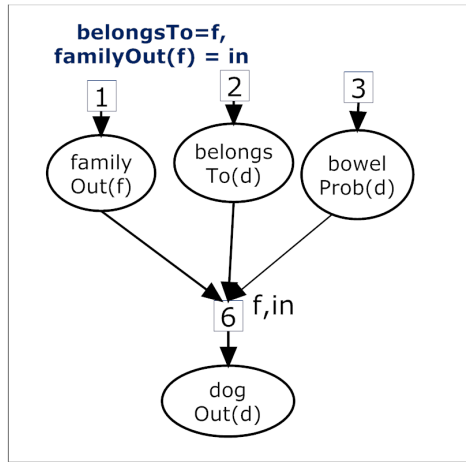 belongsTo=f,
familyOut(f) = in
1
2
3
family
Out(f)
belongs
To(d)
bowel
Prob(d)
6
f,in
dog
Out(d)